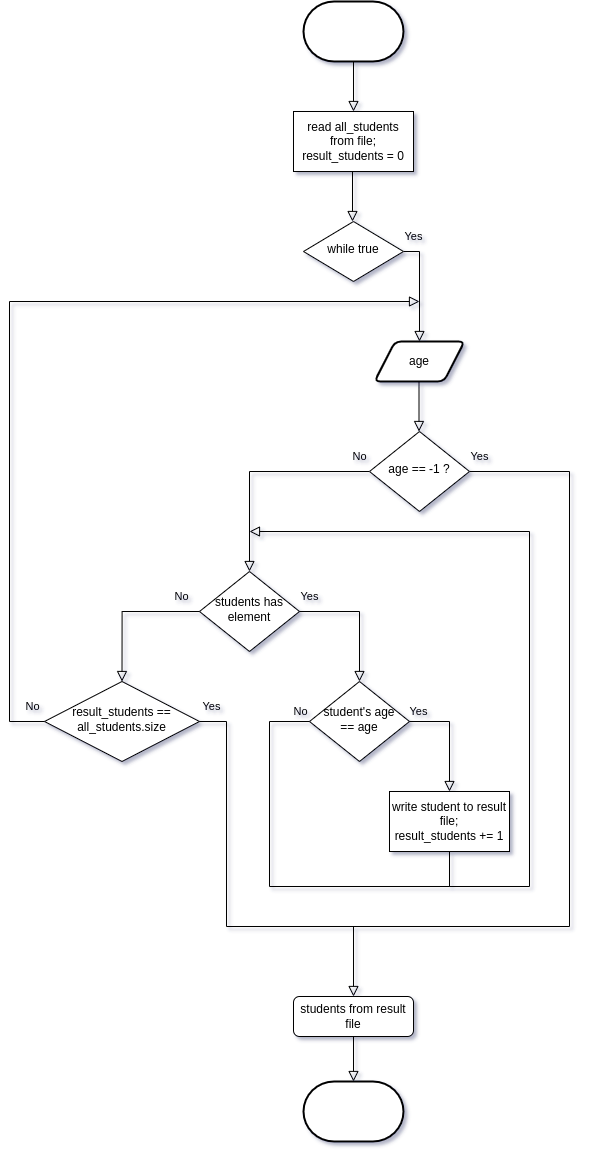 read all_students
from file;
result_students = 0
while true
Yes
age
No
age == -1 ?
Yes
No
students has
element
Yes
No
result_students ==
all_students.size
Yes
No
student's age
== age
Yes
write student to result
file;
result_students += 1
students from result
file